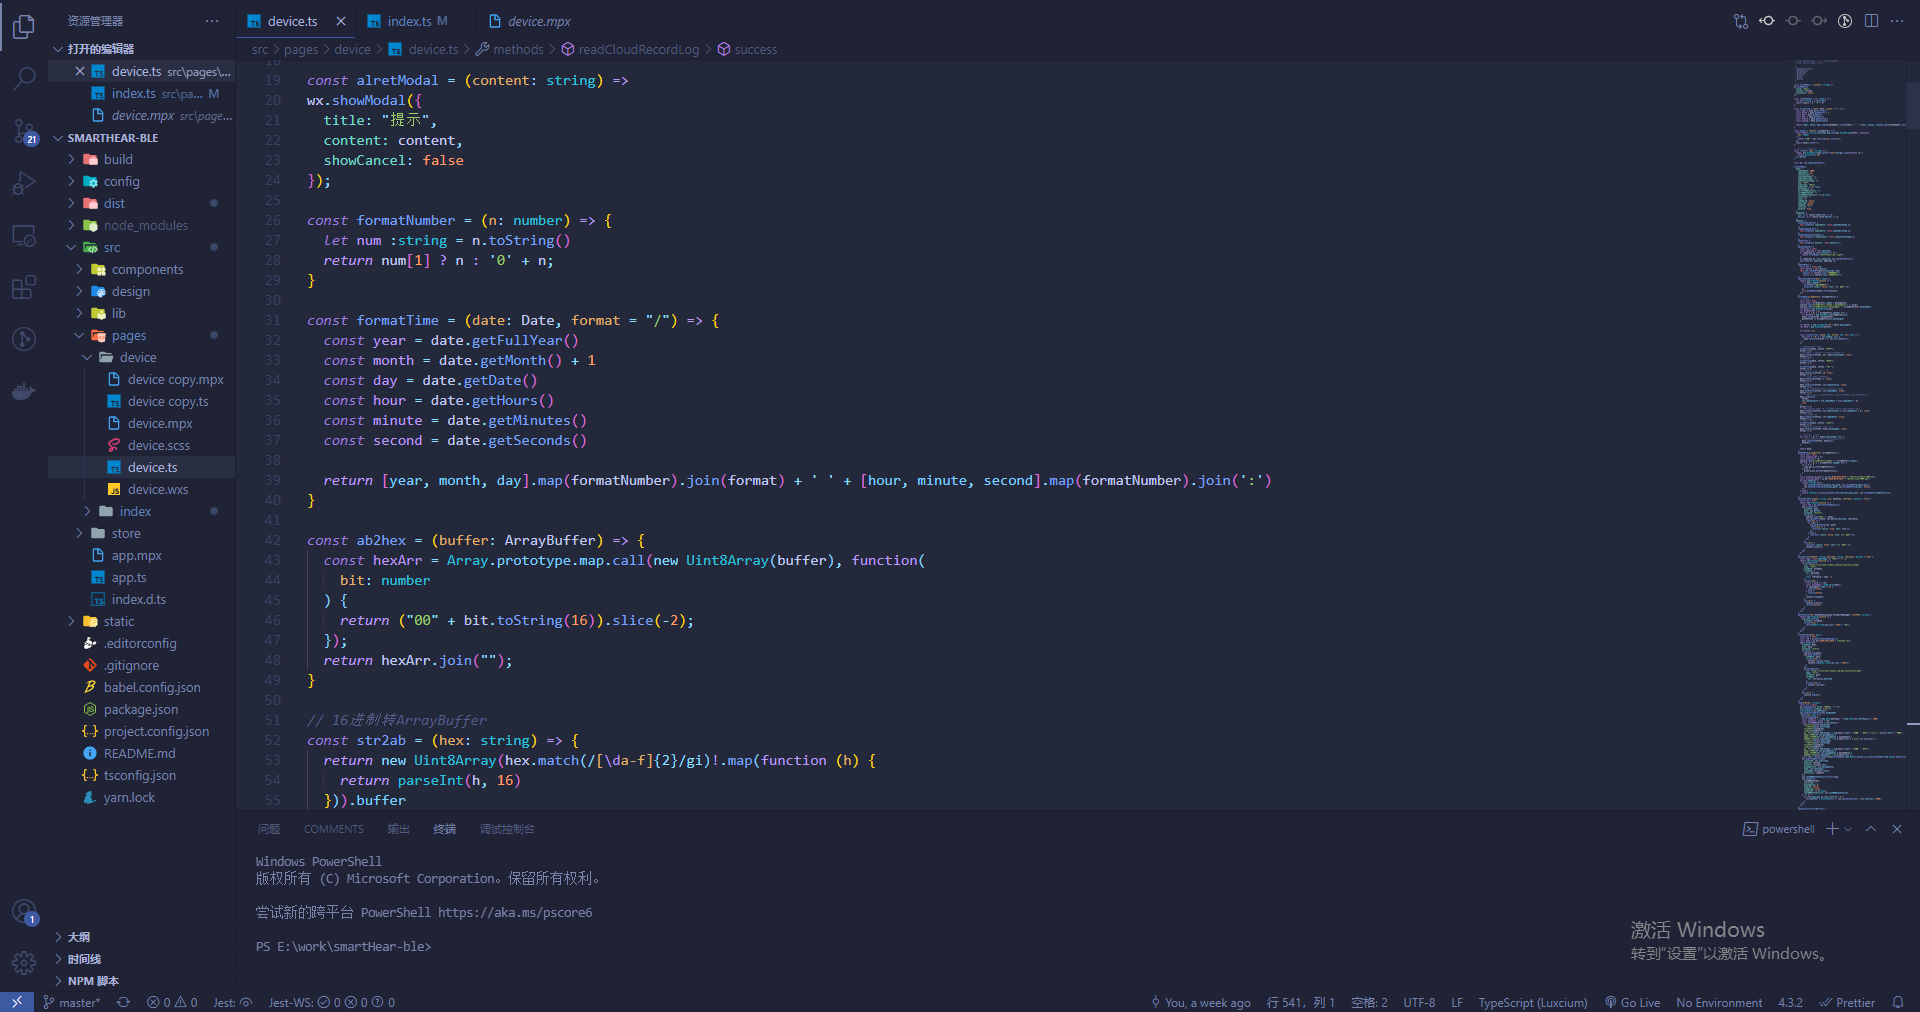 资源管理器
打开的编辑器
device.ts src\pages\...
index.ts src\pa... M
device.mpx src\page...
SMARTHEAR-BLE
build
config
dist
node_modules
src
components
design
lib
pages
device
device copy.mpx
device copy.ts
device.mpx
device.scss
device.ts
device.wxs
index
store
app.mpx
app.ts
index.d.ts
static
.editorconfig
.gitignore
babel.config.json
package.json
project.config.json
README.md
tsconfig.json
yarn.lock
大纲
时间线
NPM 脚本
21
1
device.ts
index.ts M
device.mpx
src > pages > device > device.ts > methods > readCloudRecordLog > success
18
19 const alretModal = (content: string) =>
20 wx.showModal({
21 title: "提示",
22 content: content,
23 showCancel: false
24 });
25
26 const formatNumber = (n: number) => {
27 let num :string = n.toString()
28 return num[1] ? n : '0' + n;
29 }
30
31 const formatTime = (date: Date, format = "/") => {
32 const year = date.getFullYear()
33 const month = date.getMonth() + 1
34 const day = date.getDate()
35 const hour = date.getHours()
36 const minute = date.getMinutes()
37 const second = date.getSeconds()
38
39 return [year, month, day].map(formatNumber).join(format) + ' ' + [hour, minute, second].map(formatNumber).join(':')
40 }
41
42 const ab2hex = (buffer: ArrayBuffer) => {
43 const hexArr = Array.prototype.map.call(new Uint8Array(buffer), function(
44 bit: number
45 ) {
46 return ("00" + bit.toString(16)).slice(-2);
47 });
48 return hexArr.join("");
49 }
50
51 // 16进制转ArrayBuffer
52 const str2ab = (hex: string) => {
53 return new Uint8Array(hex.match(/[\da-f]{2}/gi)!.map(function (h) {
54 return parseInt(h, 16)
55 })).buffer
问题 COMMENTS 输出 终端 调试控制台
powershell
Windows PowerShell
版权所有 (C) Microsoft Corporation。保留所有权利。
尝试新的跨平台 PowerShell https://aka.ms/pscore6
PS E:\work\smartHear-ble>
激活 Windows
转到"设置"以激活 Windows。
master* 0 0 Jest: Jest-WS: 0 0 0
You, a week ago 行 541，列 1 空格: 2 UTF-8 LF TypeScript (Luxcium) Go Live No Environment 4.3.2 Prettier